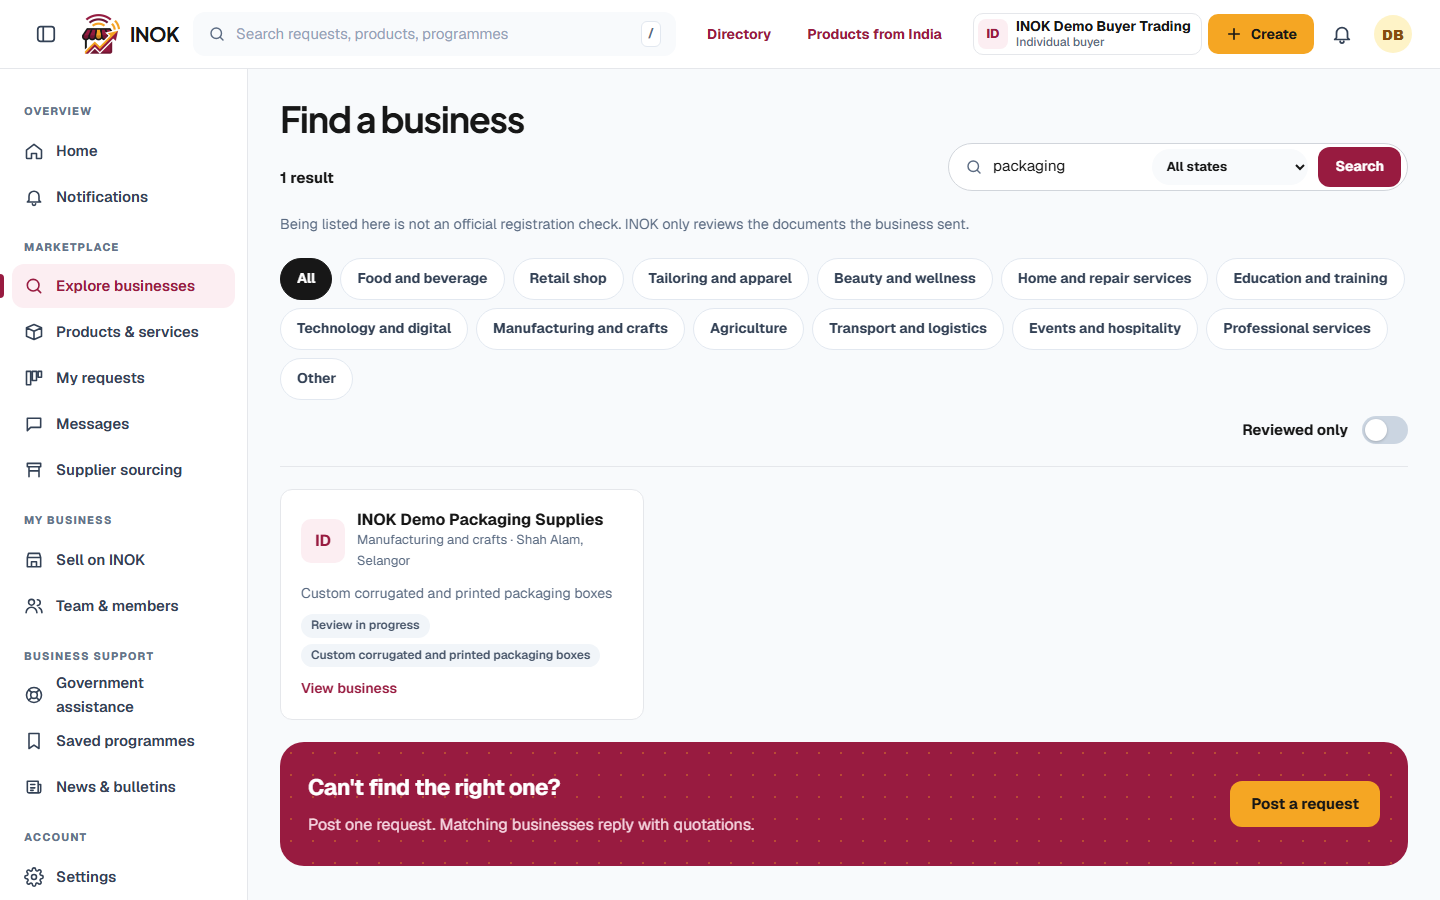 INOK
Search requests, products, programmes
/
Directory
Products from India
ID
INOK Demo Buyer Trading
Individual buyer
Create
DB
OVERVIEW
Home
Notifications
MARKETPLACE
Explore businesses
Products & services
My requests
Messages
Supplier sourcing
MY BUSINESS
Sell on INOK
Team & members
BUSINESS SUPPORT
Government
assistance
Saved programmes
News & bulletins
ACCOUNT
Settings
Find a business
1 result
packaging
All states
Search
Being listed here is not an official registration check. INOK only reviews the documents the business sent.
All
Food and beverage
Retail shop
Tailoring and apparel
Beauty and wellness
Home and repair services
Education and training
Technology and digital
Manufacturing and crafts
Agriculture
Transport and logistics
Events and hospitality
Professional services
Other
Reviewed only
ID
INOK Demo Packaging Supplies
Manufacturing and crafts · Shah Alam,
Selangor
Custom corrugated and printed packaging boxes
Review in progress
Custom corrugated and printed packaging boxes
View business
Can't find the right one?
Post one request. Matching businesses reply with quotations.
Post a request